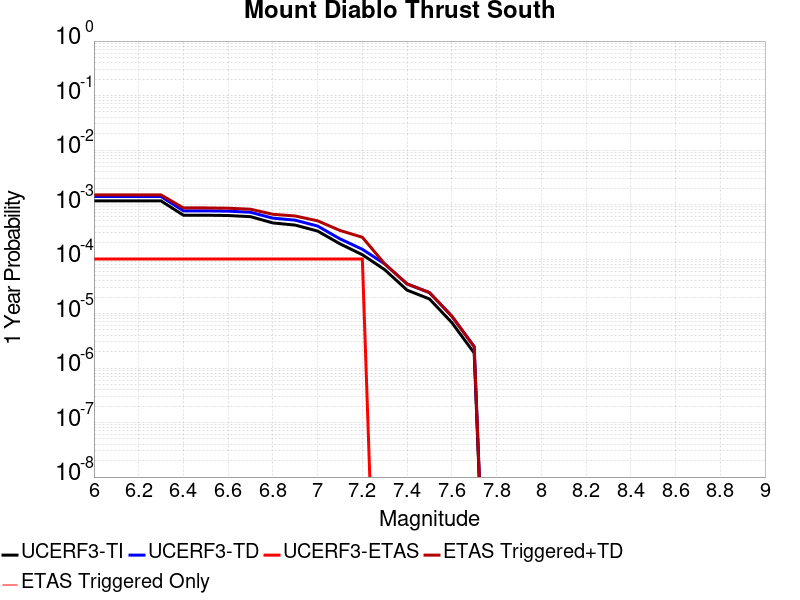 Mount Diablo Thrust South
10^0
10^-1
10^-2
10^-3
10^-4
10^-5
10^-6
10^-7
10^-8
1 Year Probability
6 6.2 6.4 6.6 6.8 7 7.2 7.4 7.6 7.8 8 8.2 8.4 8.6 8.8 9
Magnitude
UCERF3-TI UCERF3-TD UCERF3-ETAS ETAS Triggered+TD
ETAS Triggered Only